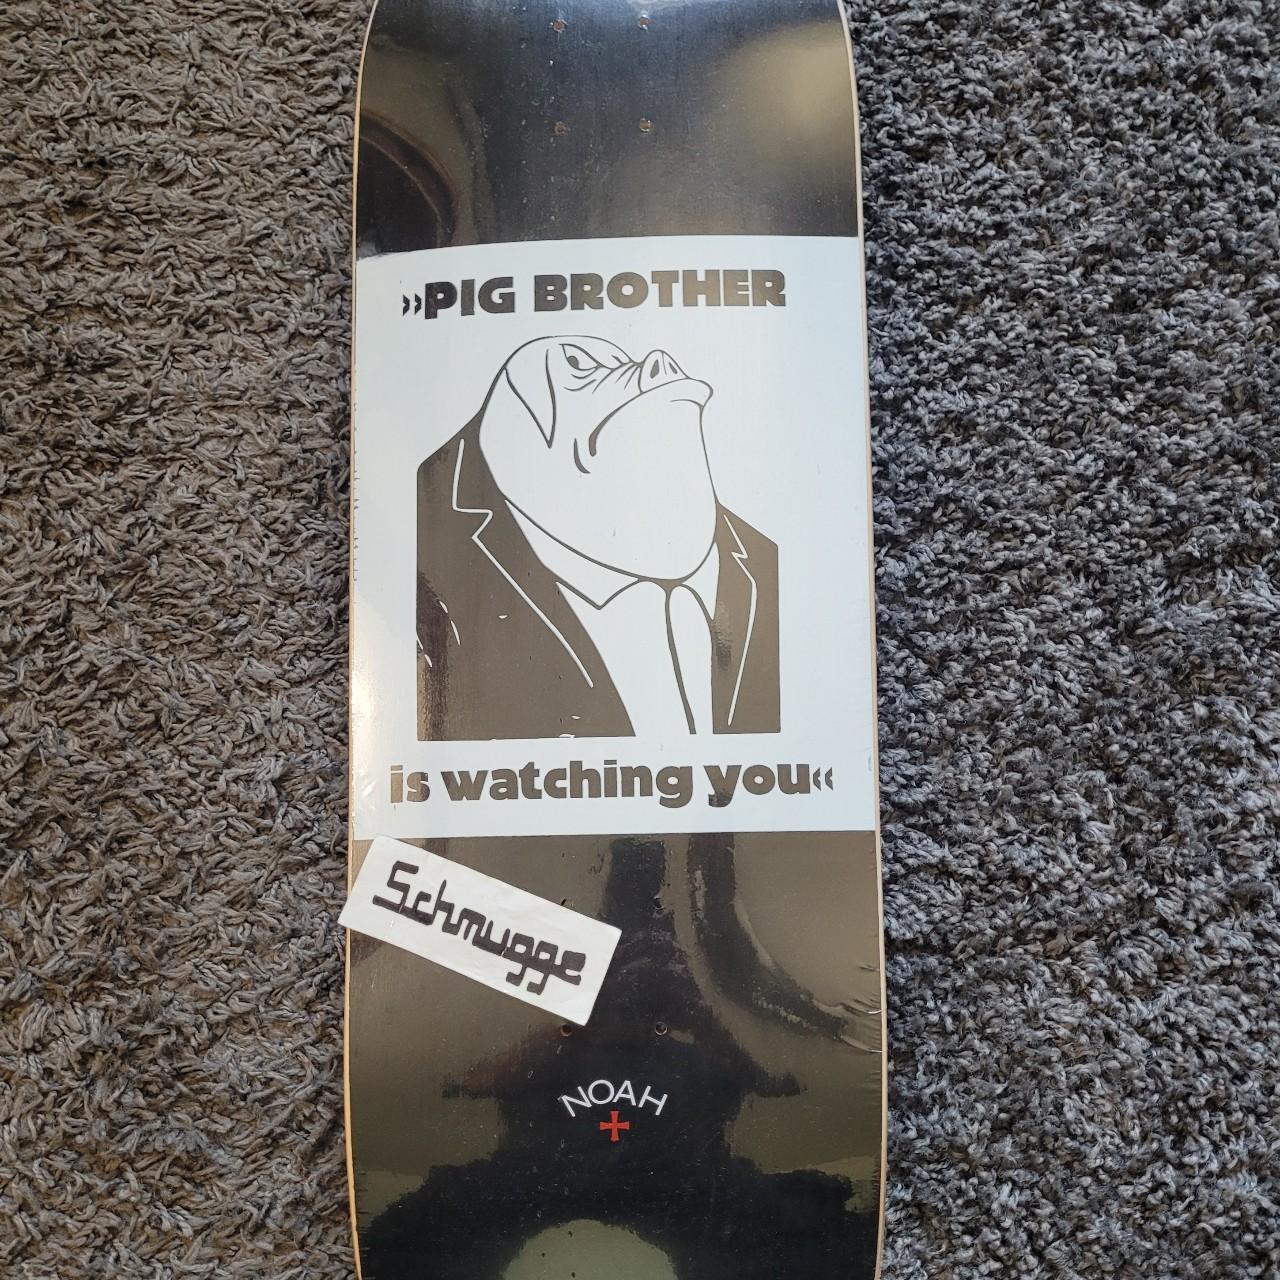 »PIG BROTHER
is watching you«
Schmugge
NOAH